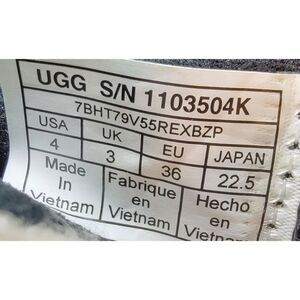 UGG S/N 1103504K
7BHT79V55REXBZP
USA UK EU JAPAN
4 3 36 22.5
Made Fabrique Hecho
In en en
Vietnam Vietnam Vietnam